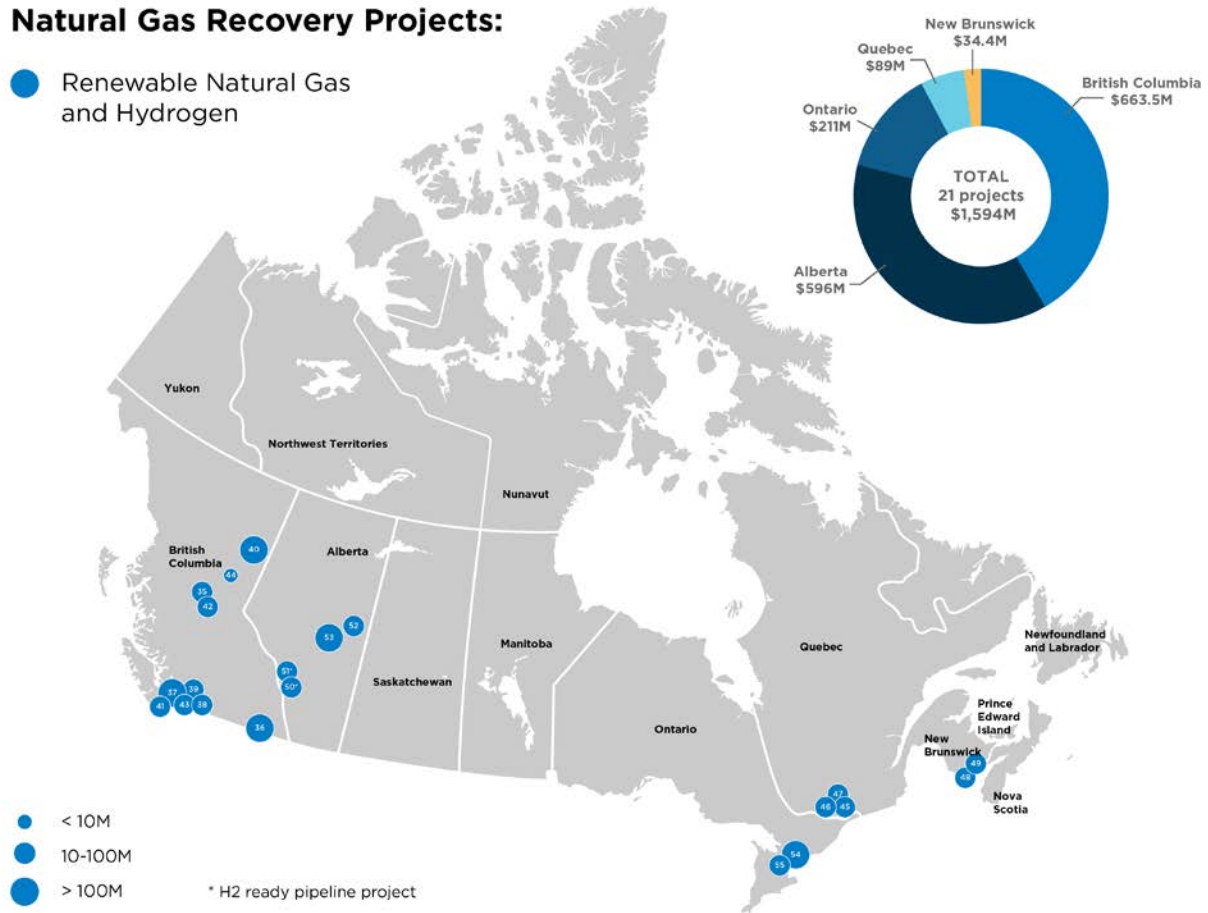 Natural Gas Recovery Projects:
Renewable Natural Gas
and Hydrogen
New Brunswick
$34.4M
Quebec
$89M
British Columbia
$663.5M
Ontario
$211M
TOTAL
21 projects
$1,594M
Alberta
$596M
Yukon
Northwest Territories
Nunavut
British
Columbia
Alberta
40
44
35
42
52
53
51*
50*
37
39
41
43
38
36
Saskatchewan
Manitoba
Ontario
Quebec
Newfoundland
and Labrador
Prince
Edward
Island
New
Brunswick
49
48
Nova
Scotia
47
46
45
54
55
< 10M
10-100M
> 100M
* H2 ready pipeline project